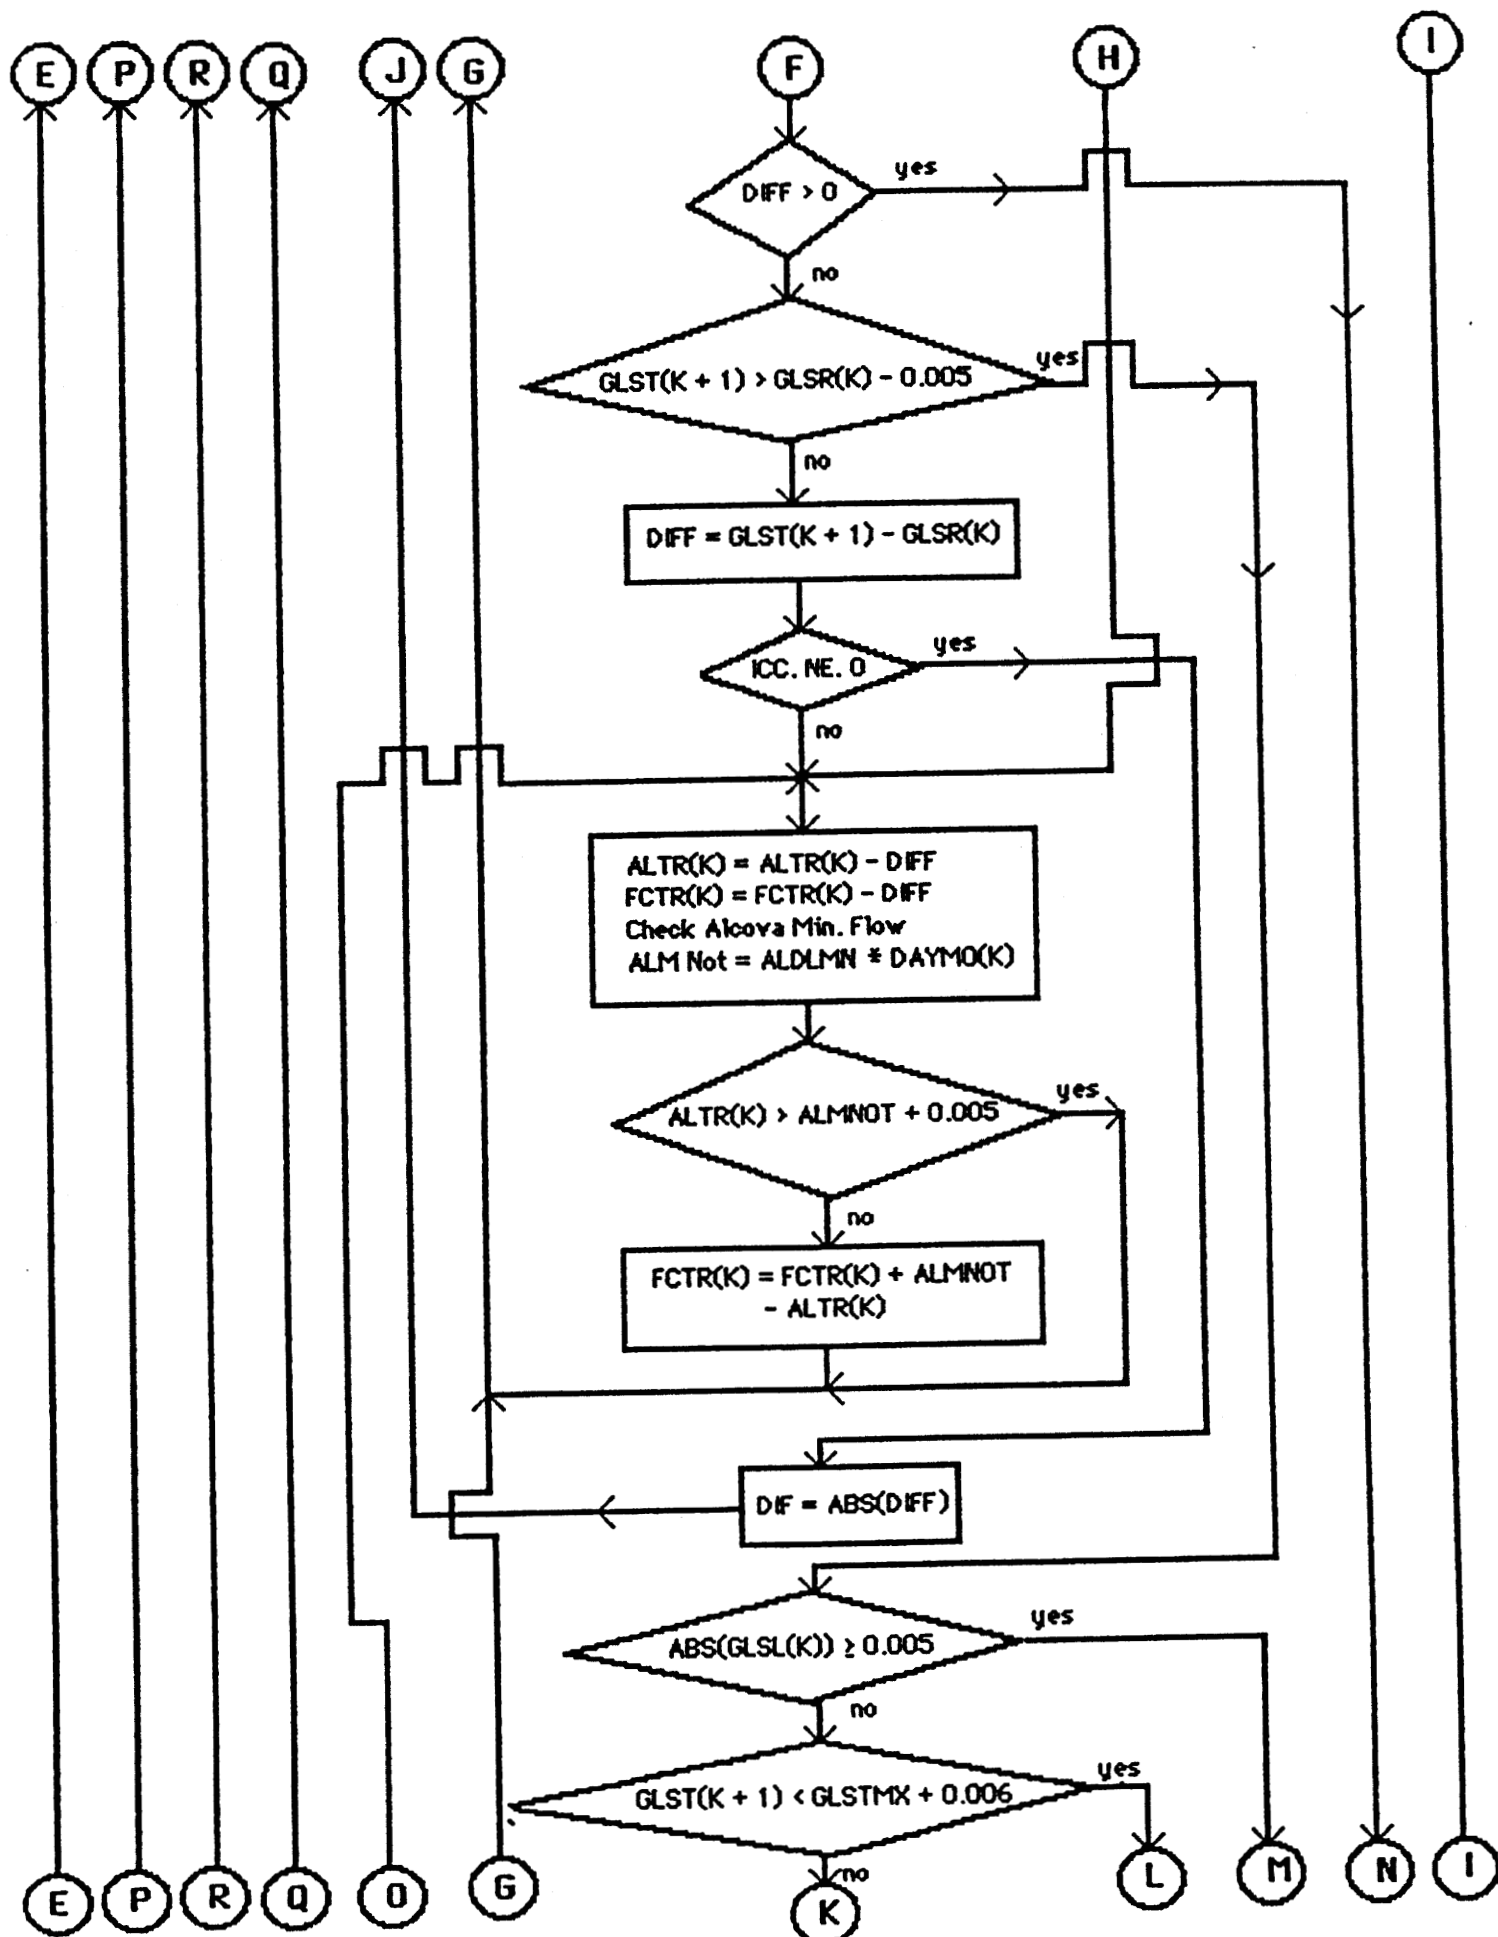 E P R Q J G F H I
DIFF > 0
yes
no
GLST(K + 1) > GLSR(K) - 0.005
yes
no
DIFF = GLST(K + 1) - GLSR(K)
ICC. NE. 0
yes
no
ALTR(K) = ALTR(K) - DIFF
FCTR(K) = FCTR(K) - DIFF
Check Alcova Min. Flow
ALM Not = ALDLMN * DAYMO(K)
ALTR(K) > ALMNOT + 0.005
yes
no
FCTR(K) = FCTR(K) + ALMNOT
- ALTR(K)
DIF = ABS(DIFF)
ABS(GLSL(K)) ≥ 0.005
yes
no
GLST(K + 1) < GLSTMX + 0.006
yes
no
E P R Q O G K L M N I